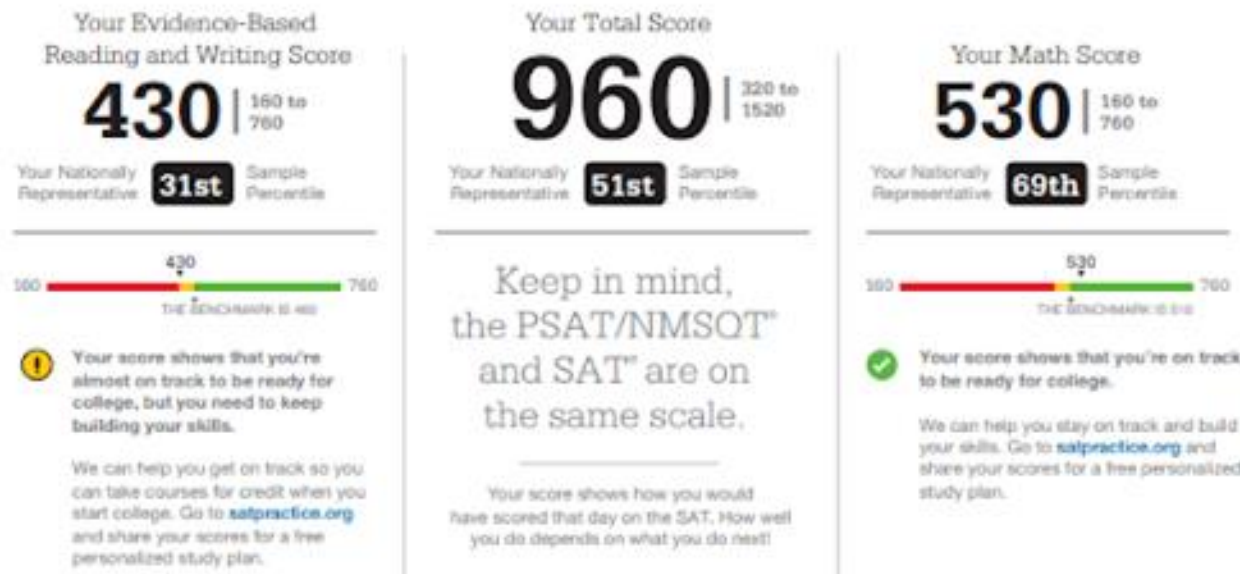 Your Evidence-Based
Reading and Writing Score
430
160 to
760
Your Nationally
Representative
31st
Sample
Percentile
430
160
760
THE BENCHMARK IS 460
Your score shows that you're
almost on track to be ready for
college, but you need to keep
building your skills.
We can help you get on track so you
can take courses for credit when you
start college. Go to satpractice.org
and share your scores for a free
personalized study plan.
Your Total Score
960
320 to
1520
Your Nationally
Representative
51st
Sample
Percentile
Keep in mind,
the PSAT/NMSQT®
and SAT® are on
the same scale.
Your score shows how you would
have scored that day on the SAT. How well
you do depends on what you do next!
Your Math Score
530
160 to
760
Your Nationally
Representative
69th
Sample
Percentile
530
160
760
THE BENCHMARK IS 510
Your score shows that you're on track
to be ready for college.
We can help you stay on track and build
your skills. Go to satpractice.org and
share your scores for a free personalized
study plan.